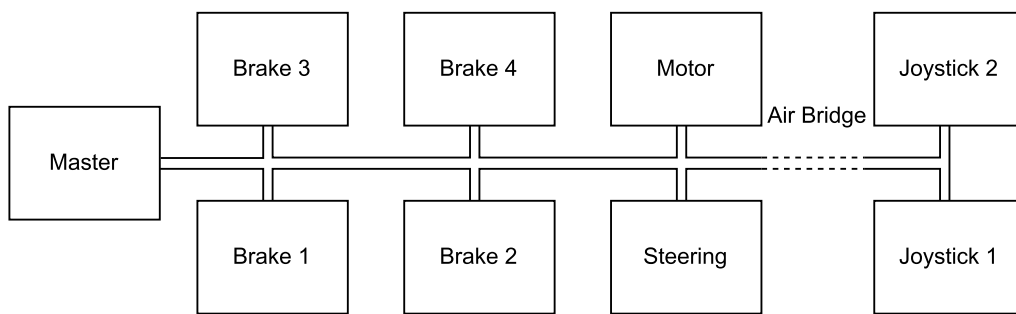 Brake 3
Brake 4
Motor
Joystick 2
Air Bridge
Master
Brake 1
Brake 2
Steering
Joystick 1